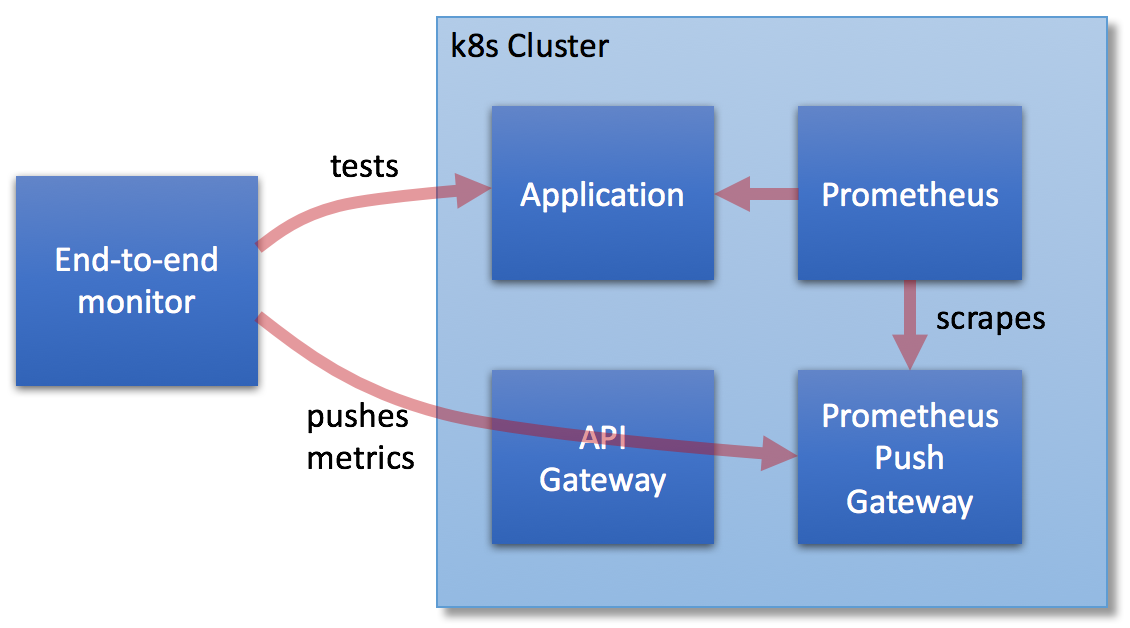 k8s Cluster
tests
Application
Prometheus
End-to-end
monitor
scrapes
pushes
metrics
API
Gateway
Prometheus
Push
Gateway